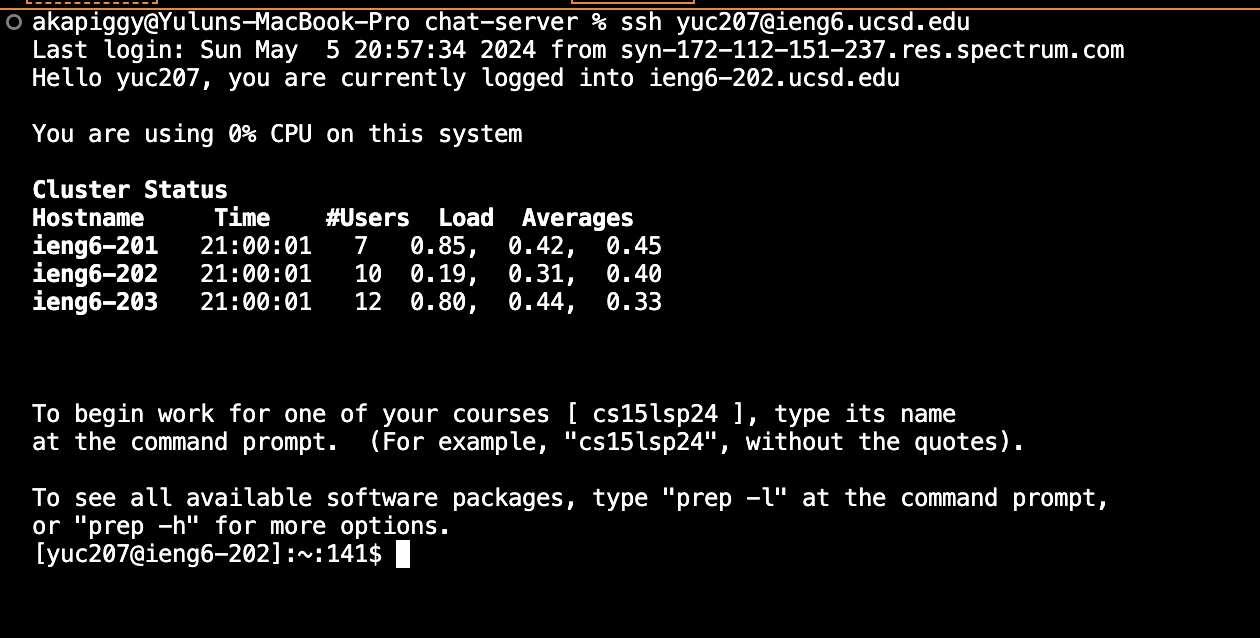 akapiggy@Yuluns-MacBook-Pro chat-server % ssh yuc207@ieng6.ucsd.edu
Last login: Sun May  5 20:57:34 2024 from syn-172-112-151-237.res.spectrum.com
Hello yuc207, you are currently logged into ieng6-202.ucsd.edu
You are using 0% CPU on this system
Cluster Status
Hostname     Time    #Users  Load  Averages
ieng6-201   21:00:01   7   0.85,  0.42,  0.45
ieng6-202   21:00:01   10  0.19,  0.31,  0.40
ieng6-203   21:00:01   12  0.80,  0.44,  0.33
To begin work for one of your courses [ cs15lsp24 ], type its name
at the command prompt.  (For example, "cs15lsp24", without the quotes).
To see all available software packages, type "prep -l" at the command prompt,
or "prep -h" for more options.
[yuc207@ieng6-202]:~:141$